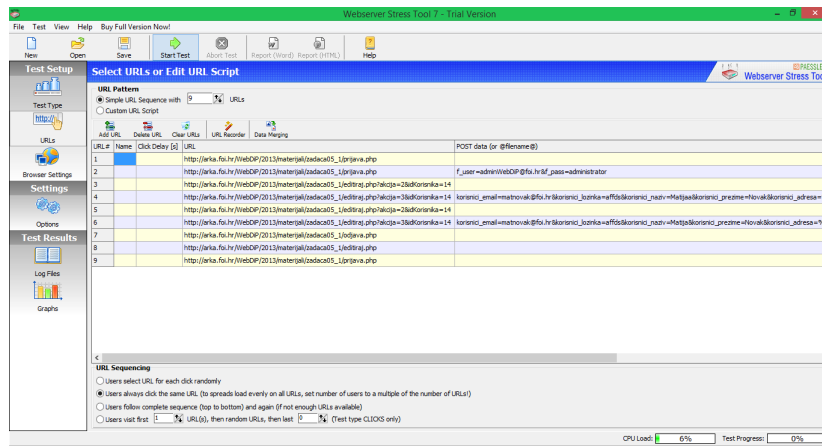 Webserver Stress Tool 7 - Trial Version
File Test View Help Buy Full Version Now!
New Open Save Start Test Abort Test Report (Word) Report (HTML) Help
Test Setup
Test Type
http://
URLs
Browser Settings
Settings
Options
Test Results
Log Files
Graphs
Select URLs or Edit URL Script
PAESSLE
Webserver Stress Too
URL Pattern
Simple URL Sequence with 9 URLs
Custom URL Script
Add URL Delete URL Clear URLs URL Recorder Data Merging
URL# Name Click Delay [s] URL POST data (or @filename@)
1 http://arka.foi.hr/WebDiP/2013/materijali/zadaca05_1/prijava.php
2 http://arka.foi.hr/WebDiP/2013/materijali/zadaca05_1/prijava.php f_user=adminWebDiP@foi.hr&f_pass=administrator
3 http://arka.foi.hr/WebDiP/2013/materijali/zadaca05_1/editiraj.php?akcija=2&idKorisnika=14
4 http://arka.foi.hr/WebDiP/2013/materijali/zadaca05_1/editiraj.php?akcija=3&idKorisnika=14 korisnici_email=matnovak@foi.hr&korisnici_lozinka=affds&korisnici_naziv=Matijaa&korisnici_prezime=Novak&korisnici_adresa=
5 http://arka.foi.hr/WebDiP/2013/materijali/zadaca05_1/editiraj.php?akcija=2&idKorisnika=14
6 http://arka.foi.hr/WebDiP/2013/materijali/zadaca05_1/editiraj.php?akcija=3&idKorisnika=14 korisnici_email=matnovak@foi.hr&korisnici_lozinka=affds&korisnici_naziv=Matija&korisnici_prezime=Novak&korisnici_adresa=%
7 http://arka.foi.hr/WebDiP/2013/materijali/zadaca05_1/odjava.php
8 http://arka.foi.hr/WebDiP/2013/materijali/zadaca05_1/editiraj.php
9 http://arka.foi.hr/WebDiP/2013/materijali/zadaca05_1/prijava.php
URL Sequencing
Users select URL for each click randomly
Users always click the same URL (to spreads load evenly on all URLs, set number of users to a multiple of the number of URLs!)
Users follow complete sequence (top to bottom) and again (if not enough URLs available)
Users visit first 1 URL(s), then random URLs, then last 0 (Test type CLICKS only)
CPU Load: 6% Test Progress: 0%